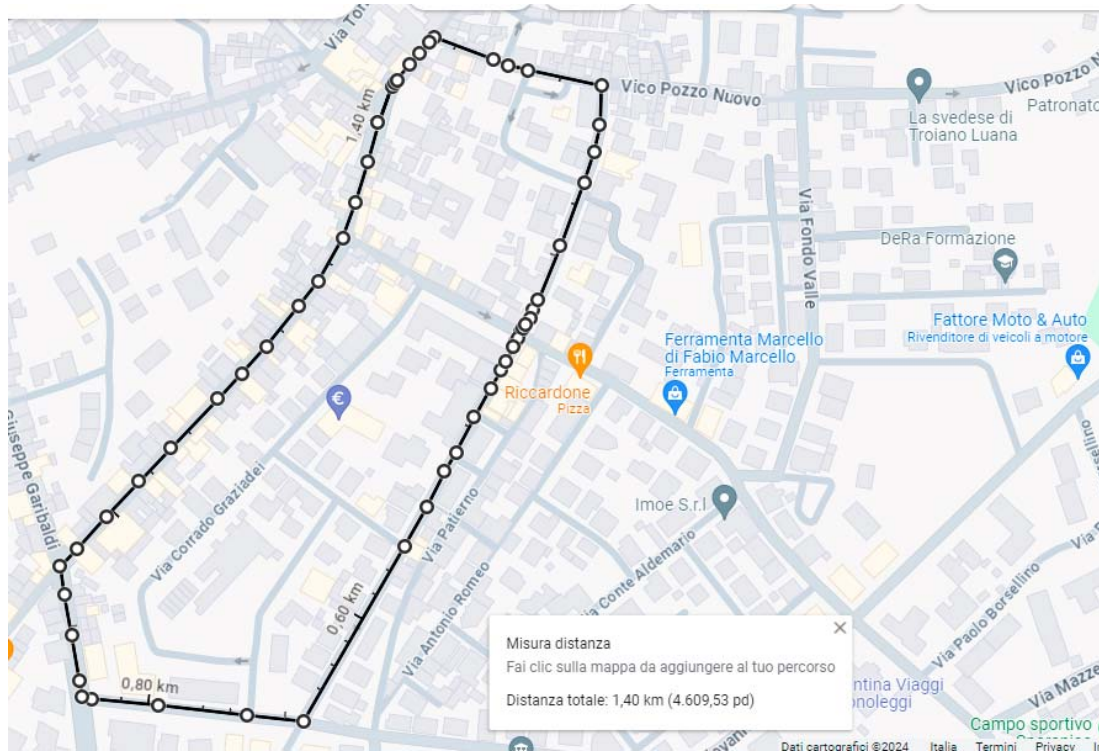 Via Tor
1,40 km
Vico Pozzo Nuovo
Vico Pozzo N
La svedese di
Troiano Luana
Patronato
Via Fondo Valle
DeRa Formazione
Fattore Moto & Auto
Rivenditore di veicoli a motore
Ferramenta Marcello
di Fabio Marcello
Ferramenta
Riccardone
Pizza
€
Giuseppe Garibaldi
Via Corrado Graziadei
Via Paterno
Imoe S.r.l
Via Antonio Romeo
Via Conte Aldemario
0,60 km
Via Paolo Borsellino
rsellino
0,80 km
Misura distanza
Fai clic sulla mappa da aggiungere al tuo percorso
Distanza totale: 1,40 km (4.609,53 pd)
ntina Viaggi
noleggi
Via Mazze
Campo sportivo
Dati cartografici ©2024 Italia Termini Privacy